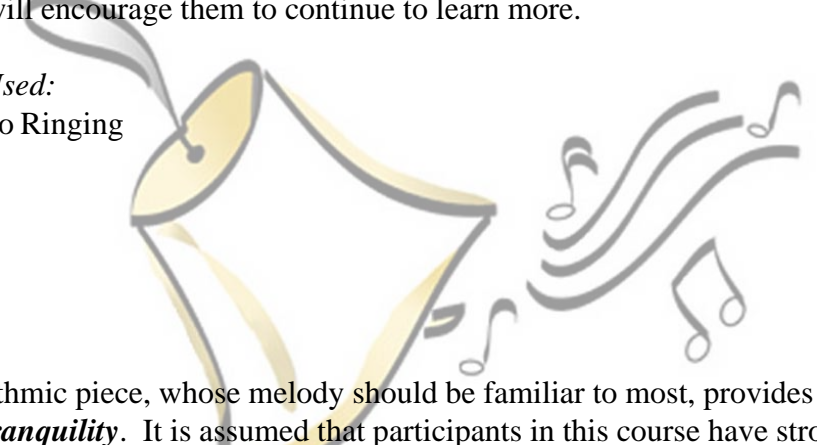 will encourage them to continue to learn more.
Used:
o Ringing
thmic piece, whose melody should be familiar to most, provides
ranquility. It is assumed that participants in this course have stro